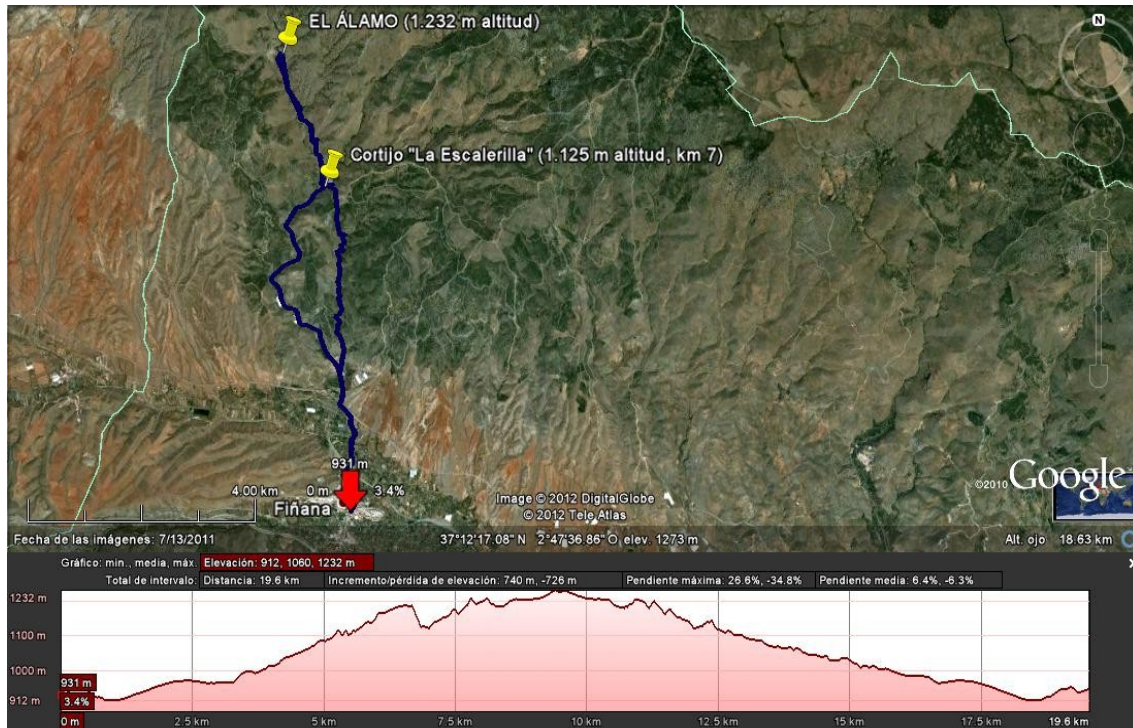 N
EL ÁLAMO (1.232 m altitud)
Cortijo "La Escalerilla" (1.125 m altitud, km 7)
931 m
4.00 km 0 m 3.4%
Fiñana
Image © 2012 DigitalGlobe
© 2012 Tele Atlas
©2010 Google
Fecha de las imágenes: 7/13/2011 37°12'17.08" N 2°47'36.86" O elev. 1273 m Alt. ojo 18.63 km
Gráfico: min., media, máx. Elevación: 912, 1060, 1232 m
Total de intervalo: Distancia: 19.6 km Incremento/pérdida de elevación: 740 m, -726 m Pendiente máxima: 26.6%, -34.8% Pendiente media: 6.4%, -6.3%
1232 m
1100 m
1000 m
931 m
912 m 3.4%
0 m 2.5 km 5 km 7.5 km 10 km 12.5 km 15 km 17.5 km 19.6 km